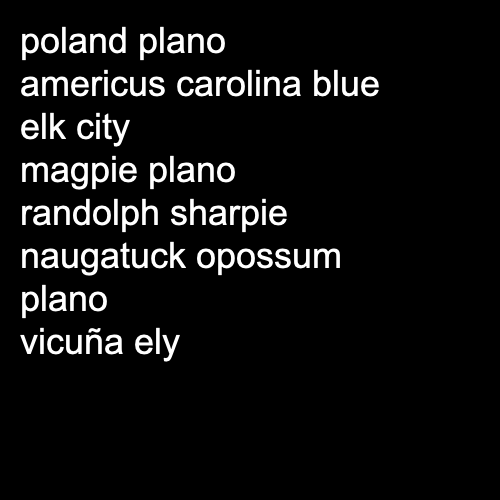 poland plano
americus carolina blue
elk city
magpie plano
randolph sharpie
naugatuck opossum
plano
vicuña ely